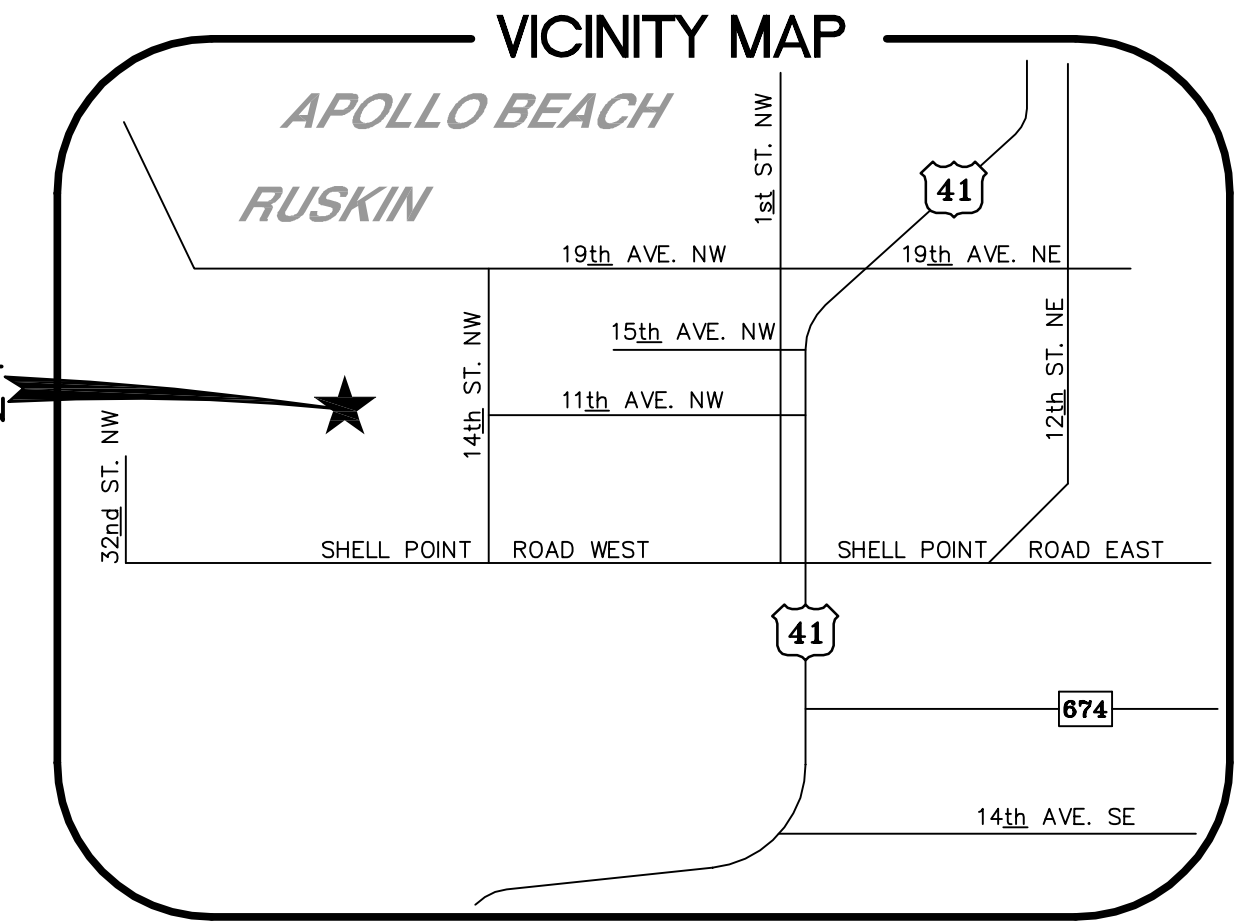 VICINITY MAP
APOLLO BEACH
RUSKIN
1st ST. NW
41
19th AVE. NW
19th AVE. NE
15th AVE. NW
14th ST. NW
12th ST. NE
11th AVE. NW
32nd ST. NW
SHELL POINT ROAD WEST
SHELL POINT ROAD EAST
41
674
14th AVE. SE